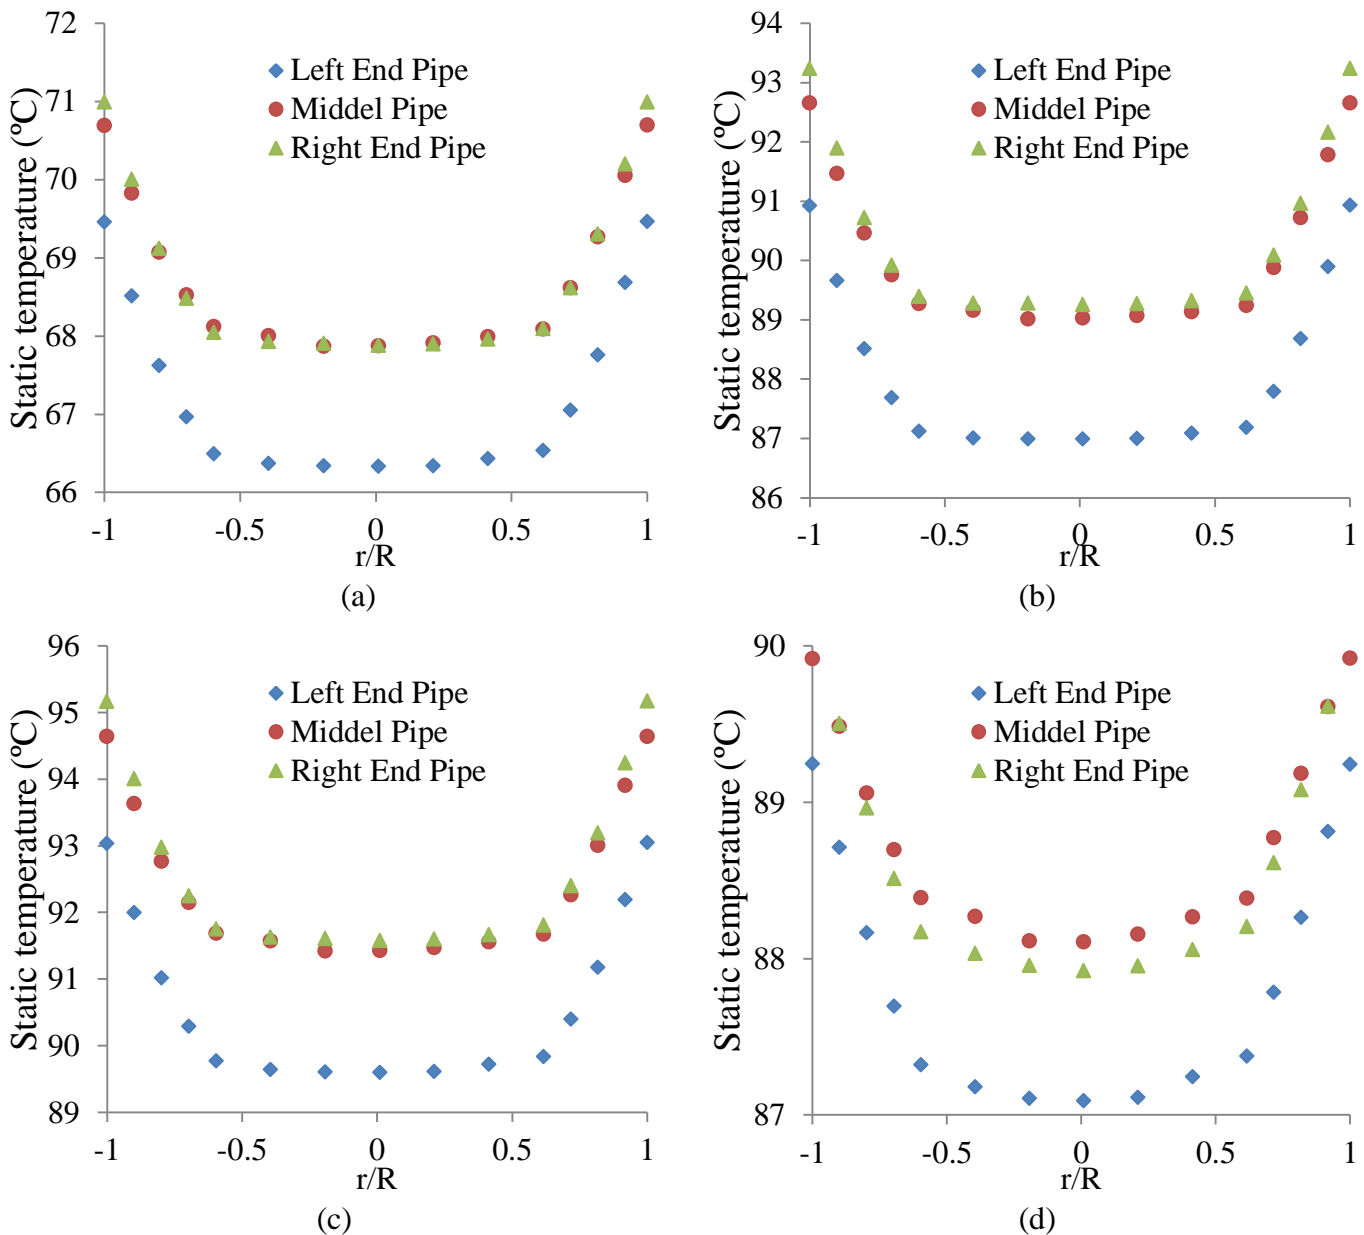 72
71
70
69
68
67
66
Static temperature (ºC)
Left End Pipe
Middel Pipe
Right End Pipe
-1
-0.5
0
0.5
1
r/R
(a)
94
93
92
91
90
89
88
87
86
Static temperature (ºC)
Left End Pipe
Middel Pipe
Right End Pipe
-1
-0.5
0
0.5
1
r/R
(b)
96
95
94
93
92
91
90
89
Static temperature (ºC)
Left End Pipe
Middel Pipe
Right End Pipe
-1
-0.5
0
0.5
1
r/R
(c)
90
89
88
87
Static temperature (ºC)
Left End Pipe
Middel Pipe
Right End Pipe
-1
-0.5
0
0.5
1
r/R
(d)